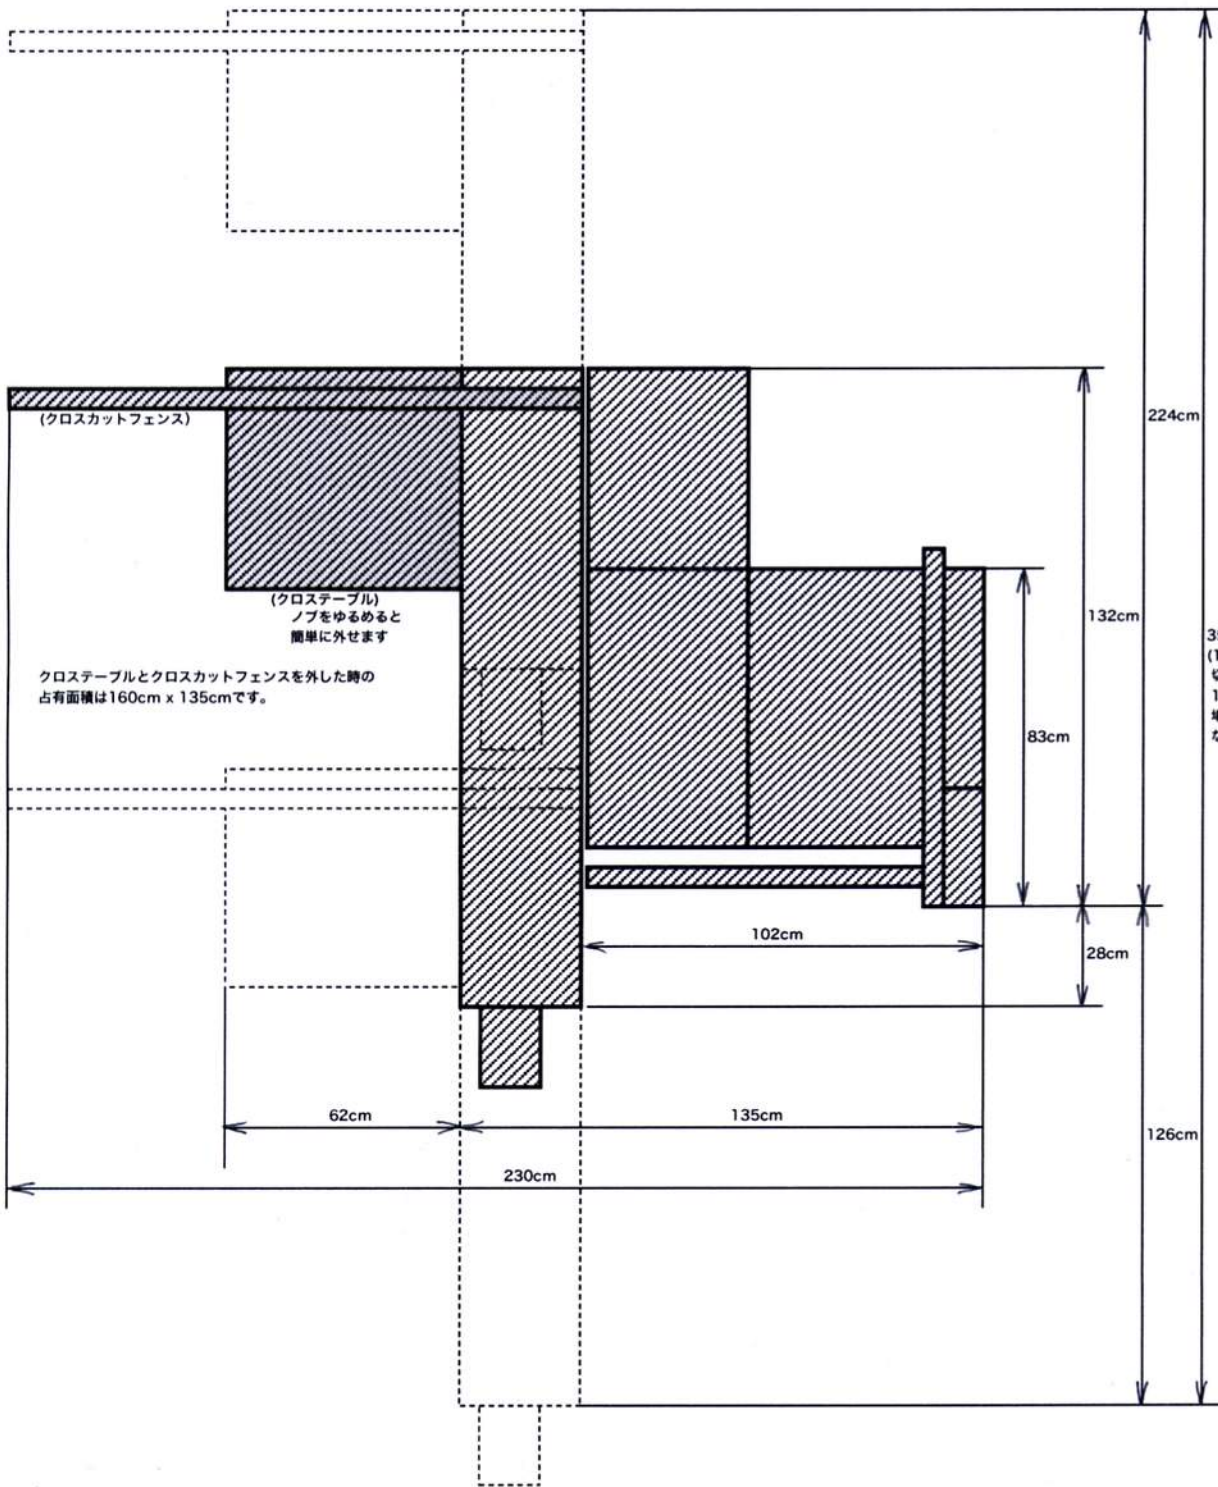 (クロスカットフェンス)
224cm
(クロステーブル)
ノブをゆるめると
簡単に外せます
132cm
クロステーブルとクロスカットフェンスを外した時の
占有面積は160cm x 135cmです。
83cm
102cm
28cm
62cm
135cm
126cm
230cm